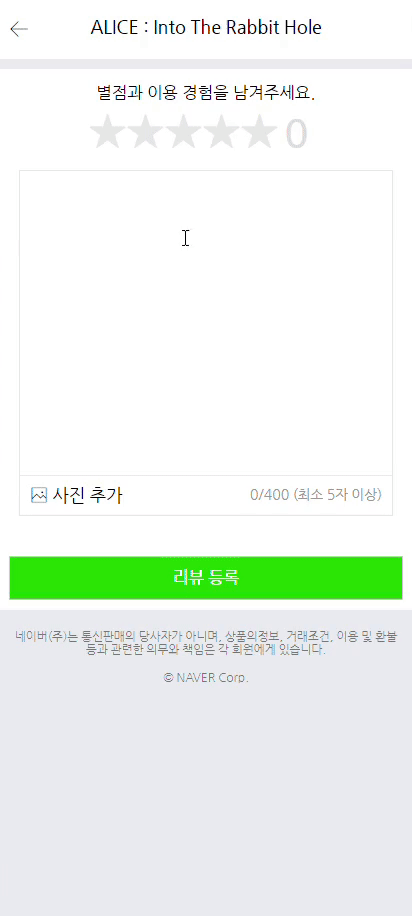 ALICE : Into The Rabbit Hole
별점과 이용 경험을 남겨주세요.
0
사진 추가
0/400 (최소 5자 이상)
리뷰 등록
네이버(주)는 통신판매의 당사자가 아니며, 상품의정보, 거래조건, 이용 및 환불
등과 관련한 의무와 책임은 각 회원에게 있습니다.
© NAVER Corp.